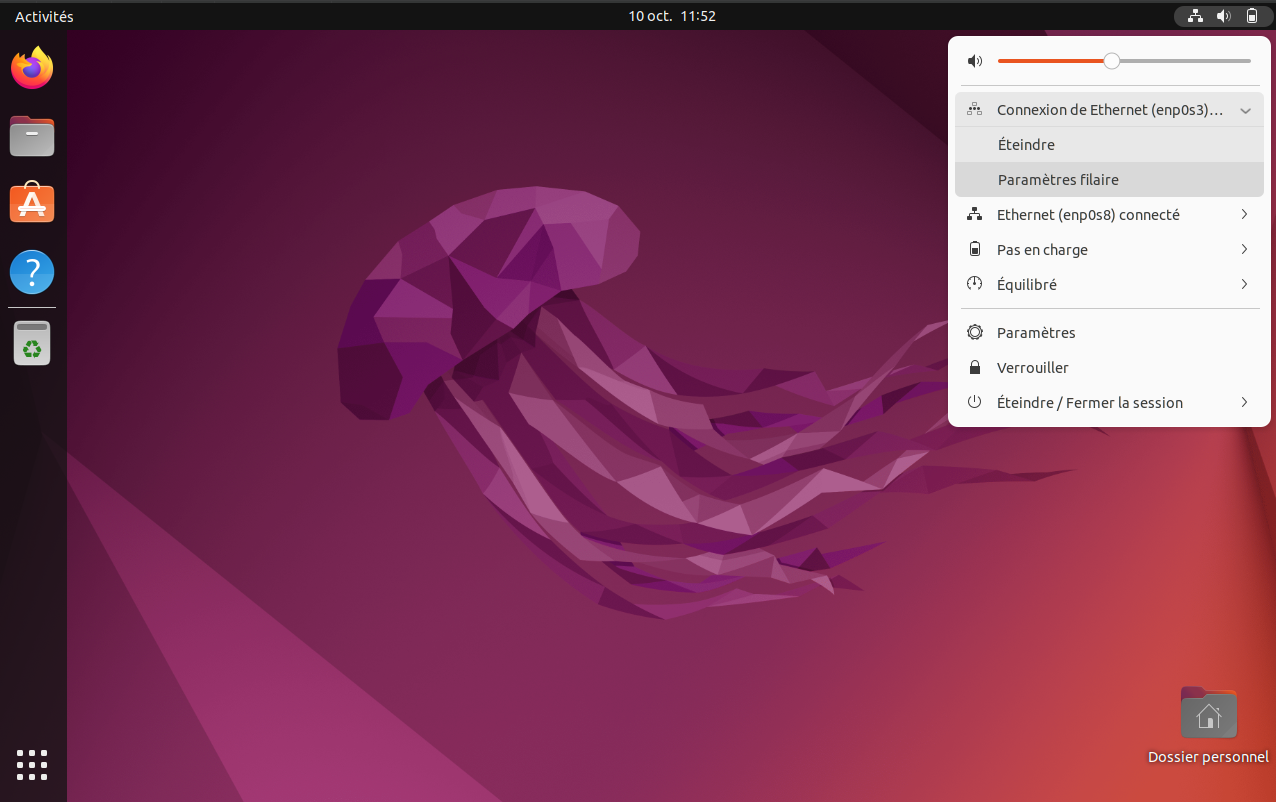 Activités
10 oct. 11:52
Connexion de Ethernet (enp0s3)…
Éteindre
Paramètres filaire
Ethernet (enp0s8) connecté
Pas en charge
Équilibré
Paramètres
Verrouiller
Éteindre / Fermer la session
Dossier personnel